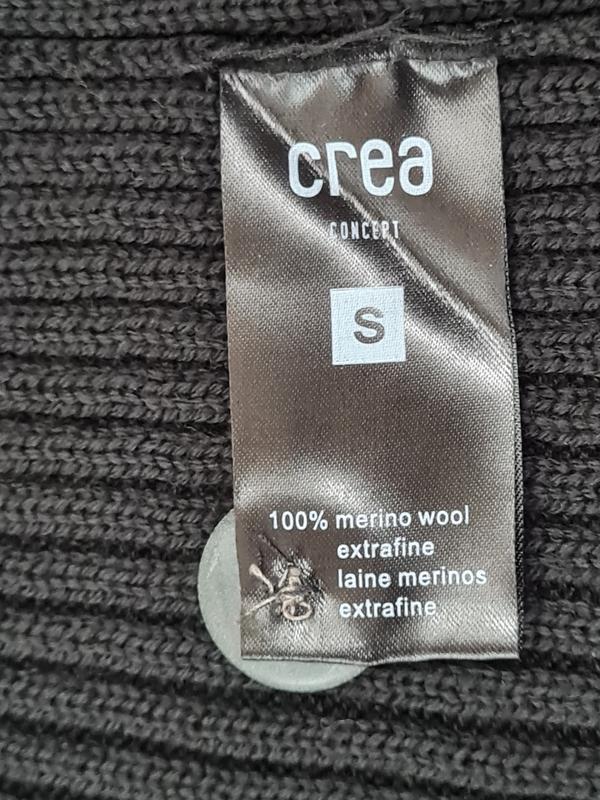 crea
CONCEPT
S
100% merino wool
extrafine
laine merinos
extrafine